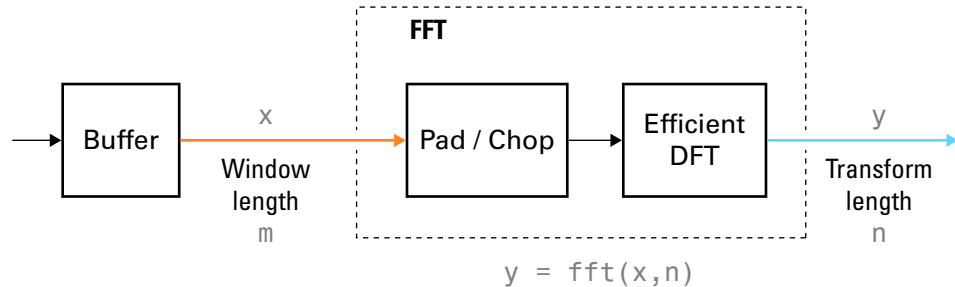 FFT
Buffer
x
Window
length
m
Pad / Chop
Efficient
DFT
y
Transform
length
n
y = fft(x,n)